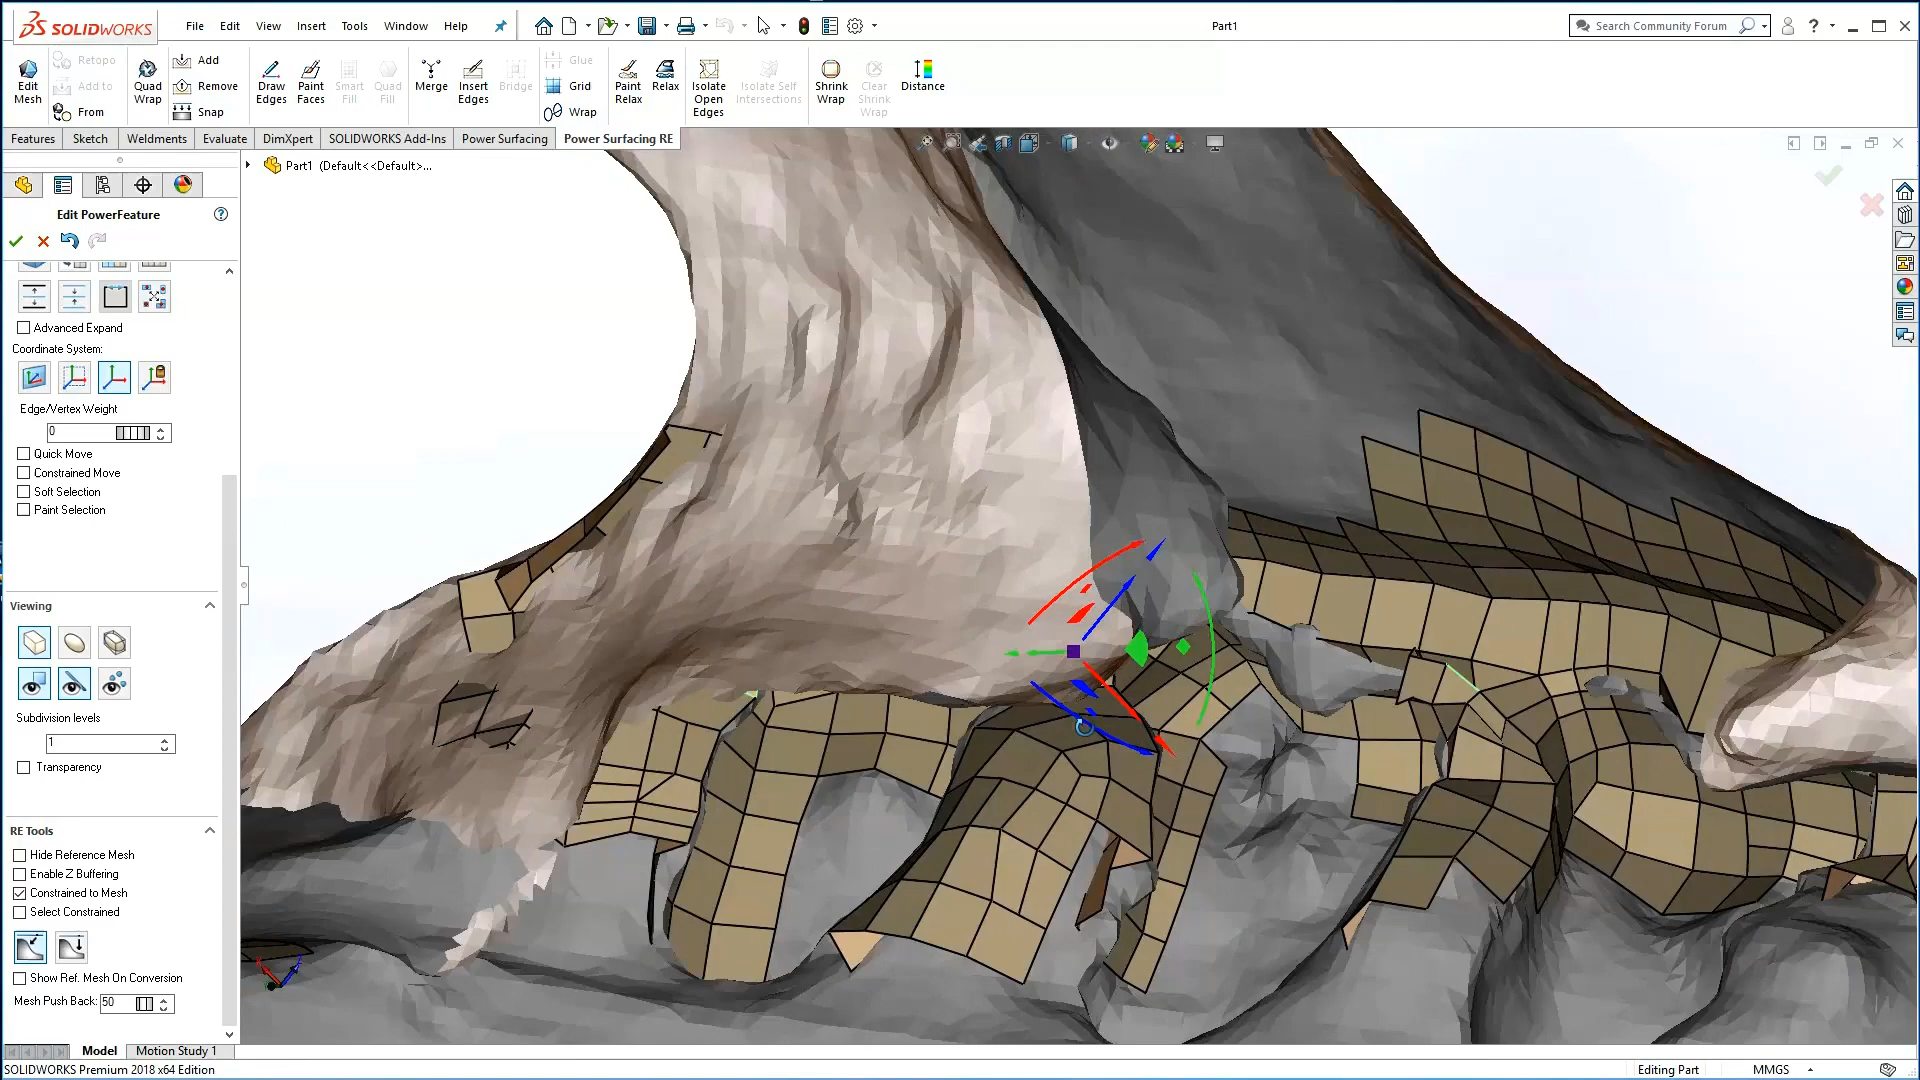 SOLIDWORKS File Edit View Insert Tools Window Help Part1 Search Community Forum ?
Edit Mesh
Retopo
Add to
From
Quad Wrap
Add
Remove
Snap
Draw Edges
Paint Faces
Smart Fill
Quad Fill
Merge
Insert Edges
Bridge
Glue
Grid
Wrap
Paint Relax
Relax
Isolate Open Edges
Isolate Self Intersections
Shrink Wrap
Clear Shrink Wrap
Distance
Features Sketch Weldments Evaluate DimXpert SOLIDWORKS Add-Ins Power Surfacing Power Surfacing RE
Part1 (Default<<Default>...
Edit PowerFeature ?
Advanced Expand
Coordinate System:
Edge/Vertex Weight
0
Quick Move
Constrained Move
Soft Selection
Paint Selection
Viewing
Subdivision levels
1
Transparency
RE Tools
Hide Reference Mesh
Enable Z Buffering
Constrained to Mesh
Select Constrained
Show Ref. Mesh On Conversion
Mesh Push Back: 50
Model Motion Study 1
SOLIDWORKS Premium 2018 x64 Edition Editing Part MMGS